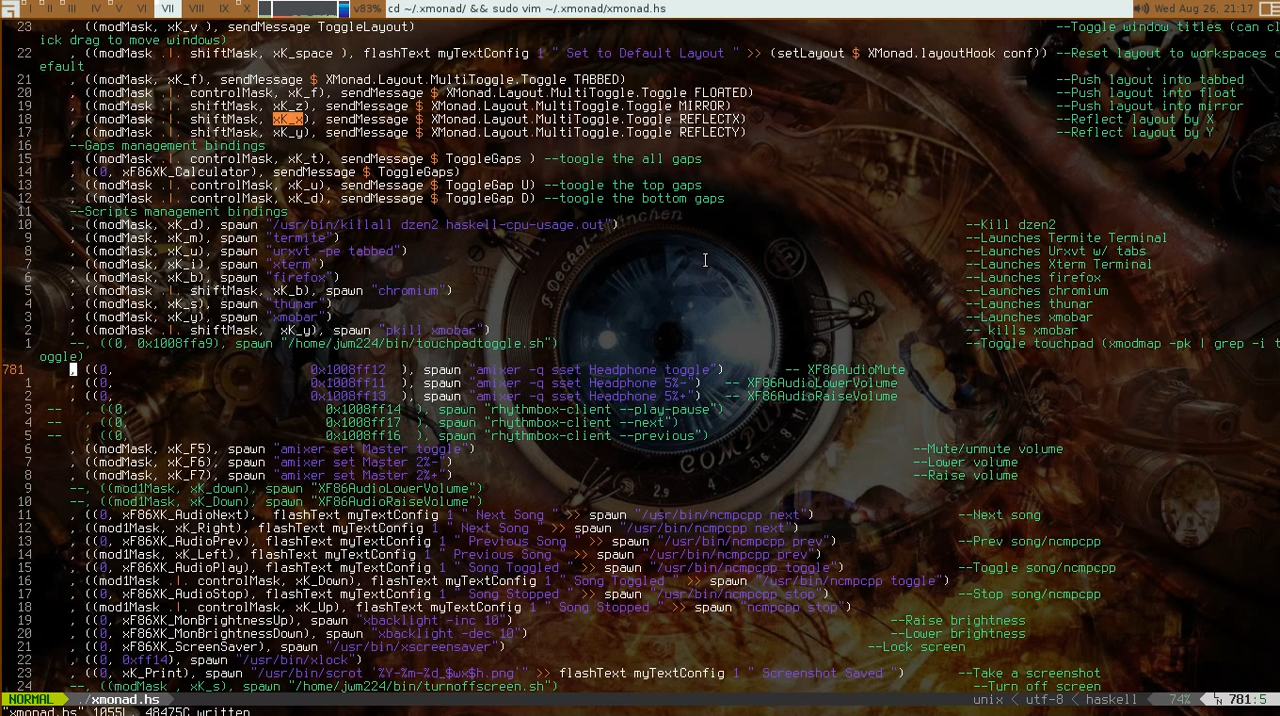 I II III IV V VI VII VIII IX X v83% cd ~/.xmonad/ && sudo vim ~/.xmonad/xmonad.hs Wed Aug 26, 21:17
23 , ((modMask, xK_v ), sendMessage ToggleLayout) --Toggle window titles (can cl
ick drag to move windows)
22 , ((modMask .|. shiftMask, xK_space ) flashText myTextConfig 1 " Set to Default Layout " >> (setLayout $ XMonad.layoutHook conf)) --Reset layout to workspaces d
efault
21 , ((modMask, xK_f), sendMessage $ XMonad.Layout.MultiToggle.Toggle TABBED) --Push layout into tabbed
20 , ((modMask .|. controlMask, xK_f), sendMessage $ XMonad.Layout.MultiToggle.Toggle FLOATED) --Push layout into float
19 , ((modMask .|. shiftMask, xK_z), sendMessage $ XMonad.Layout.MultiToggle.Toggle MIRROR) --Push layout into mirror
18 , ((modMask .|. shiftMask, xK_x), sendMessage $ XMonad.Layout.MultiToggle.Toggle REFLECTX) --Reflect layout by X
17 , ((modMask .|. shiftMask, xK_y), sendMessage $ XMonad.Layout.MultiToggle.Toggle REFLECTY) --Reflect layout by Y
16 --Gaps management bindings
15 , ((modMask .|. controlMask, xK_t), sendMessage $ ToggleGaps ) --toogle the all gaps
14 , ((0, xF86XK_Calculator), sendMessage $ ToggleGaps)
13 , ((modMask .|. controlMask, xK_u), sendMessage $ ToggleGap U) --toogle the top gaps
12 , ((modMask .|. controlMask, xK_d), sendMessage $ ToggleGap D) --toogle the bottom gaps
11 --Scripts management bindings
10 , ((modMask, xK_d), spawn "/usr/bin/killall dzen2 haskell-cpu-usage.out") --Kill dzen2
9 , ((modMask, xK_m), spawn "termite") --Launches Termite Terminal
8 , ((modMask, xK_u), spawn "urxvt -pe tabbed") --Launches Urxvt w/ tabs
7 , ((modMask, xK_i), spawn "xterm") --Launches Xterm Terminal
6 , ((modMask, xK_b), spawn "firefox") --Launches firefox
5 , ((modMask .|. shiftMask, xK_b), spawn "chromium") --Launches chromium
4 , ((modMask, xK_s), spawn "thunar") --Launches thunar
3 , ((modMask, xK_y), spawn "xmobar") --Launches xmobar
2 , ((modMask .|. shiftMask, xK_y), spawn "pkill xmobar") -- kills xmobar
1 --, ((0, 0x1008ffa9), spawn "/home/jwm224/bin/touchpadtoggle.sh") --Toggle touchpad (xmodmap -pk | grep -i t
oggle)
781 , ((0, 0x1008ff12 ), spawn "amixer -q sset Headphone toggle") -- XF86AudioMute
1 , ((0, 0x1008ff11 ), spawn "amixer -q sset Headphone 5%-") -- XF86AudioLowerVolume
2 , ((0, 0x1008ff13 ), spawn "amixer -q sset Headphone 5%+") -- XF86AudioRaiseVolume
3 -- , ((0, 0x1008ff14 ), spawn "rhythmbox-client --play-pause")
4 -- , ((0, 0x1008ff17 ), spawn "rhythmbox-client --next")
5 -- , ((0, 0x1008ff16 ), spawn "rhythmbox-client --previous")
6 , ((modMask, xK_F5), spawn "amixer set Master toggle") --Mute/unmute volume
7 , ((modMask, xK_F6), spawn "amixer set Master 2%-") --Lower volume
8 , ((modMask, xK_F7), spawn "amixer set Master 2%+") --Raise volume
9 --, ((mod1Mask, xK_down), spawn "XF86AudioLowerVolume")
10 --, ((mod1Mask, xK_Down), spawn "XF86AudioRaiseVolume")
11 , ((0, xF86XK_AudioNext), flashText myTextConfig 1 " Next Song " >> spawn "/usr/bin/ncmpcpp next") --Next song
12 , ((mod1Mask, xK_Right), flashText myTextConfig 1 " Next Song " >> spawn "/usr/bin/ncmpcpp next")
13 , ((0, xF86XK_AudioPrev), flashText myTextConfig 1 " Previous Song " >> spawn "/usr/bin/ncmpcpp prev") --Prev song/ncmpcpp
14 , ((mod1Mask, xK_Left), flashText myTextConfig 1 " Previous Song " >> spawn "/usr/bin/ncmpcpp prev")
15 , ((0, xF86XK_AudioPlay), flashText myTextConfig 1 " Song Toggled " >> spawn "/usr/bin/ncmpcpp toggle") --Toggle song/ncmpcpp
16 , ((mod1Mask .|. controlMask, xK_Down), flashText myTextConfig 1 " Song Toggled " >> spawn "/usr/bin/ncmpcpp toggle")
17 , ((0, xF86XK_AudioStop), flashText myTextConfig 1 " Song Stopped " >> spawn "/usr/bin/ncmpcpp stop") --Stop song/ncmpcpp
18 , ((mod1Mask .|. controlMask, xK_Up), flashText myTextConfig 1 " Song Stopped " >> spawn "ncmpcpp stop")
19 , ((0, xF86XK_MonBrightnessUp), spawn "xbacklight -inc 10") --Raise brightness
20 , ((0, xF86XK_MonBrightnessDown), spawn "xbacklight -dec 10") --Lower brightness
21 , ((0, xF86XK_ScreenSaver), spawn "/usr/bin/xscreensaver") --Lock screen
22 , ((0, 0xff14), spawn "/usr/bin/xlock")
23 , ((0, xK_Print), spawn "/usr/bin/scrot '%Y-%m-%d_$wx$h.png'" >> flashText myTextConfig 1 " Screenshot Saved ") --Take a screenshot
24 --, ((modMask , xK_s), spawn "/home/jwm224/bin/turnoffscreen.sh") --Turn off screen
NORMAL ./xmonad.hs unix < utf-8 < haskell 74% 781:5
"xmonad.hs" 1055L, 48475C written